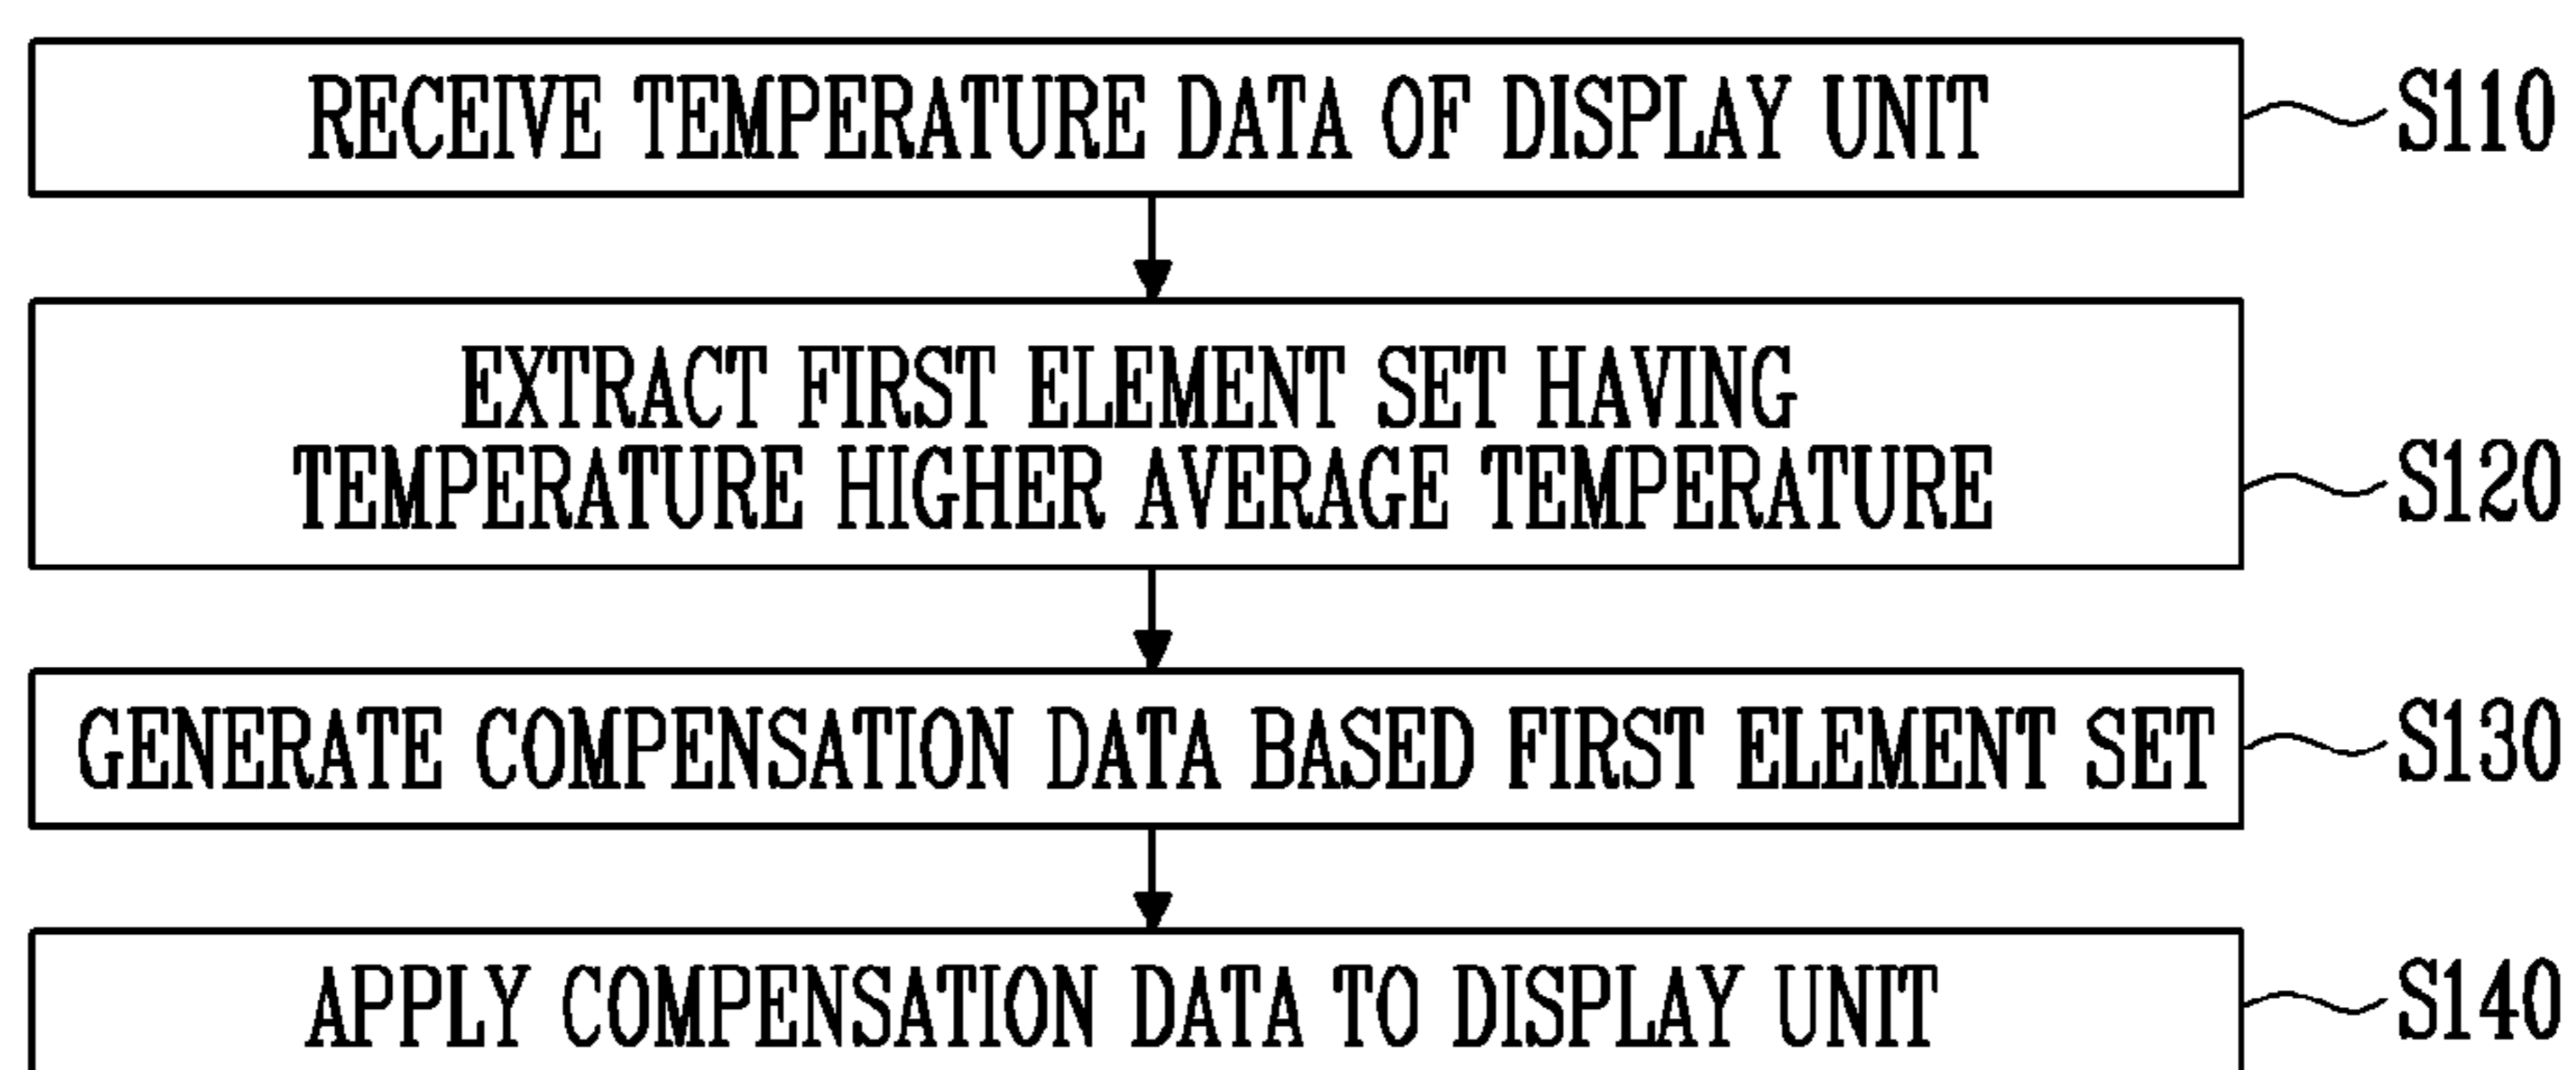 RECEIVE TEMPERATURE DATA OF DISPLAY UNIT
S110
EXTRACT FIRST ELEMENT SET HAVING
TEMPERATURE HIGHER AVERAGE TEMPERATURE
S120
GENERATE COMPENSATION DATA BASED FIRST ELEMENT SET
S130
APPLY COMPENSATION DATA TO DISPLAY UNIT
S140